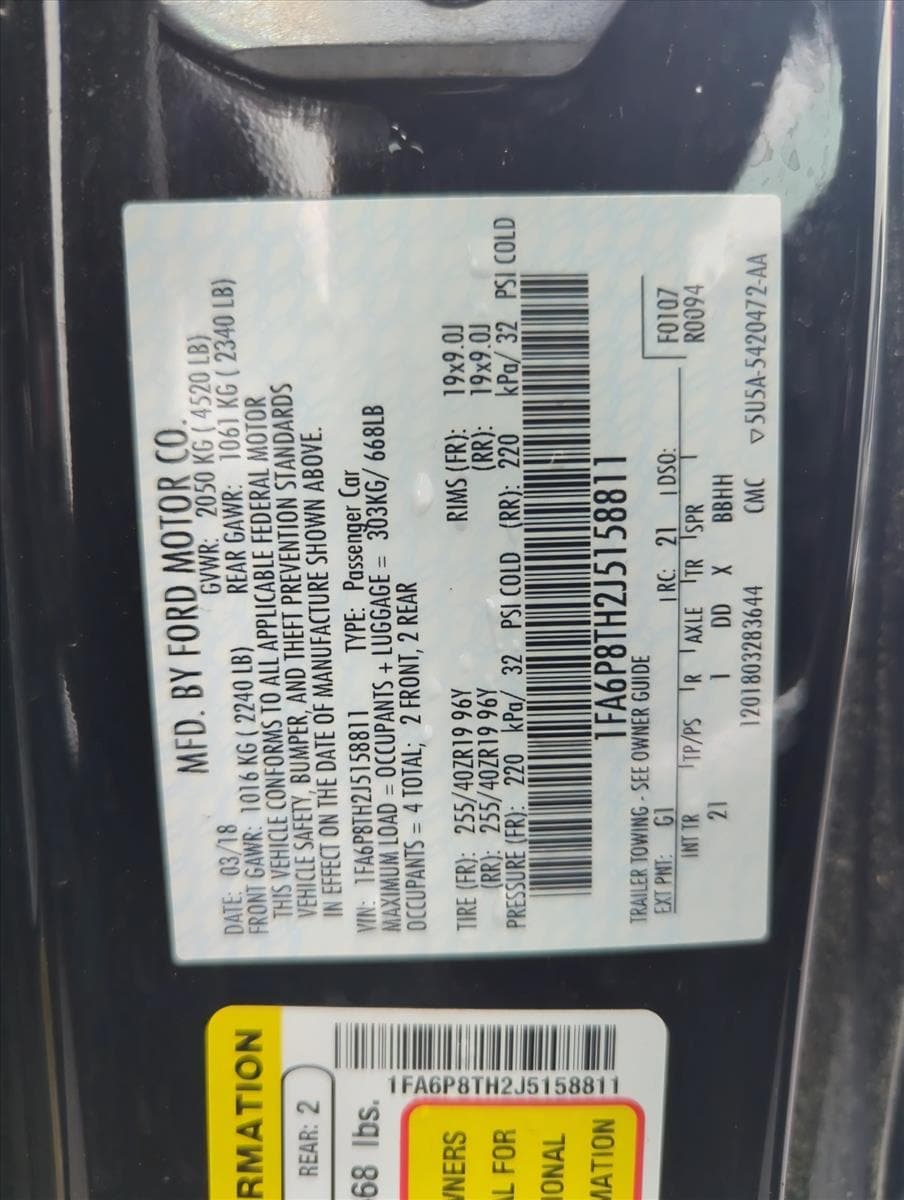 MFD. BY FORD MOTOR CO.
DATE: 03/18 GVWR: 2050 KG ( 4520 LB)
FRONT GAWR: 1016 KG ( 2240 LB) REAR GAWR: 1061 KG ( 2340 LB)
THIS VEHICLE CONFORMS TO ALL APPLICABLE FEDERAL MOTOR
VEHICLE SAFETY, BUMPER, AND THEFT PREVENTION STANDARDS
IN EFFECT ON THE DATE OF MANUFACTURE SHOWN ABOVE.
VIN: 1FA6P8TH2J5158811 TYPE: Passenger Car
MAXIMUM LOAD = OCCUPANTS + LUGGAGE = 303KG/ 668LB
OCCUPANTS = 4 TOTAL; 2 FRONT, 2 REAR
TIRE (FR): 255/40ZR19 96Y RIMS (FR): 19x9.0J
(RR): 255/40ZR19 96Y (RR): 19x9.0J
PRESSURE (FR): 220 kPa/ 32 PSI COLD (RR): 220 kPa/ 32 PSI COLD
1FA6P8TH2J5158811
TRAILER TOWING - SEE OWNER GUIDE
F0107
R0094
EXT PNT: G1 RC: 21 DSO:
INT TR TP/PS R AXLE TR SPR
21 1 DD X BBHH
1201803283644 CMC ▽5U5A-5420472-AA
RMATION
REAR: 2
68 lbs.
1FA6P8TH2J5158811
WNERS
AL FOR
IONAL
MATION